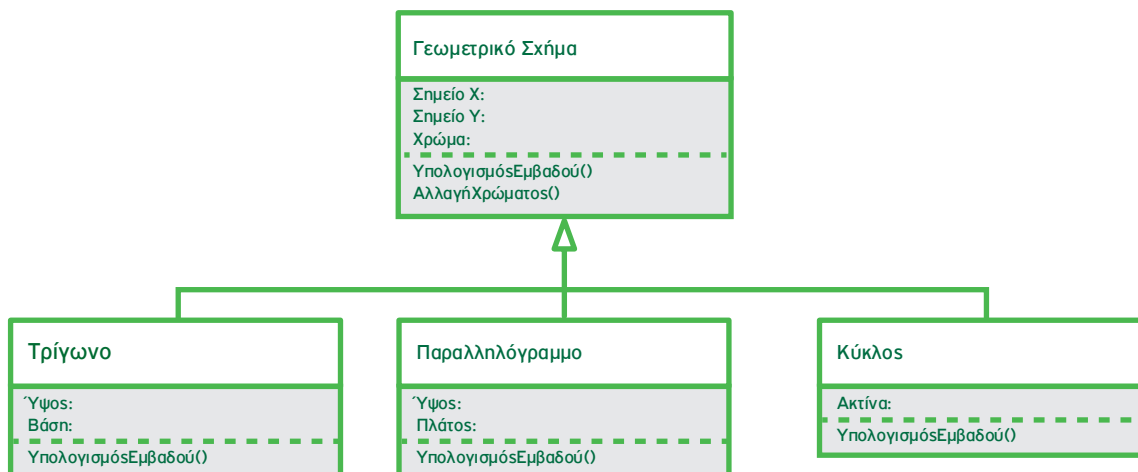 Γεωμετρικό Σχήμα
Σημείο Χ:
Σημείο Υ:
Χρώμα:
ΥπολογισμόςΕμβαδού()
ΑλλαγήΧρώματος()
Τρίγωνο
Ύψος:
Βάση:
ΥπολογισμόςΕμβαδού()
Παραλληλόγραμμο
Ύψος:
Πλάτος:
ΥπολογισμόςΕμβαδού()
Κύκλος
Ακτίνα:
ΥπολογισμόςΕμβαδού()